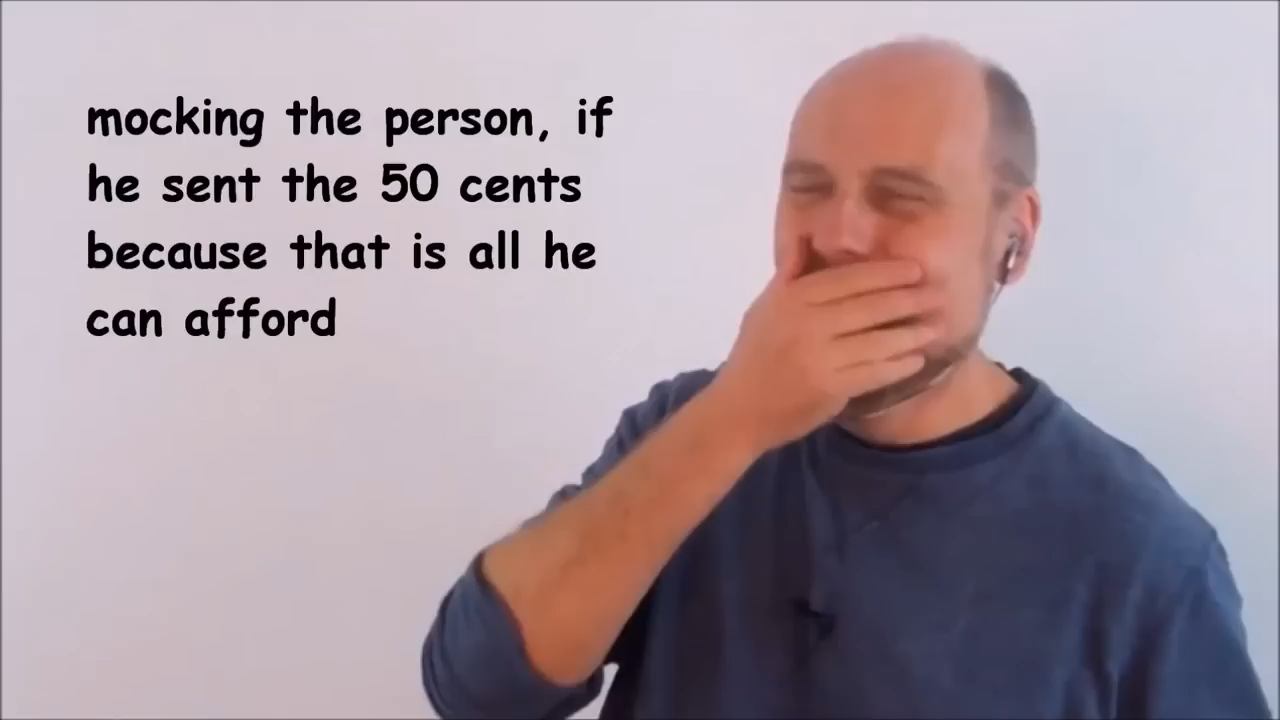 mocking the person, if
he sent the 50 cents
because that is all he
can afford